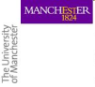 MANCHESTER
1824
The University
of Manchester